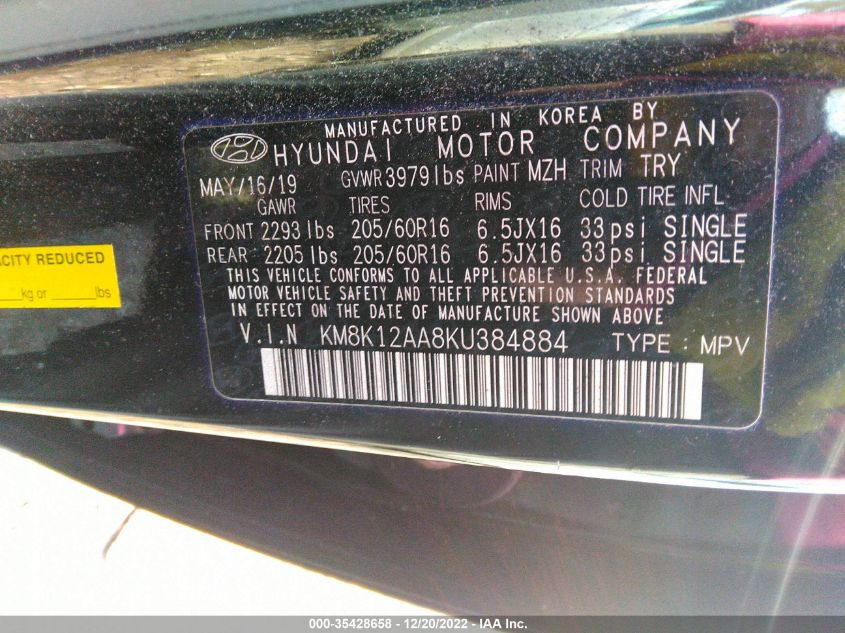 MANUFACTURED IN KOREA BY
HYUNDAI MOTOR COMPANY
MAY/16/19 GVWR 3979 lbs PAINT MZH TRIM TRY
GAWR TIRES RIMS COLD TIRE INFL
FRONT 2293 lbs 205/60R16 6.5JX16 33psi SINGLE
REAR 2205 lbs 205/60R16 6.5JX16 33psi SINGLE
THIS VEHICLE CONFORMS TO ALL APPLICABLE U.S.A. FEDERAL
MOTOR VEHICLE SAFETY AND THEFT PREVENTION STANDARDS
IN EFFECT ON THE DATE OF MANUFACTURE SHOWN ABOVE
V.I.N KM8K12AA8KU384884 TYPE : MPV
ACITY REDUCED
kg or ______lbs
000-35428658 - 12/20/2022 - IAA Inc.